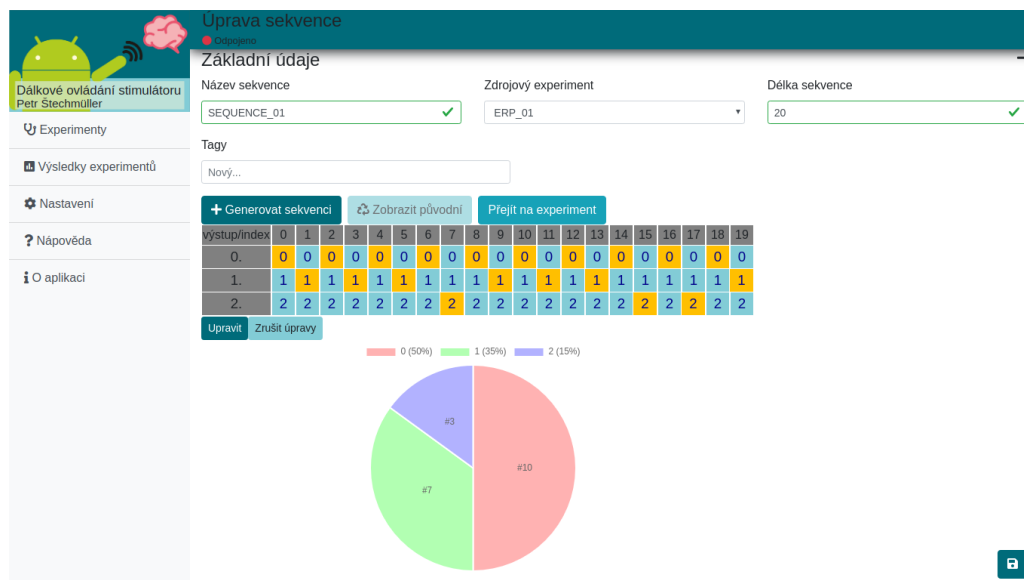 Úprava sekvence
Odpojeno
Dálkové ovládání stimulátoru
Petr Štechmüller
Experimenty
Výsledky experimentů
Nastavení
Nápověda
O aplikaci
Základní údaje
Název sekvence Zdrojový experiment Délka sekvence
SEQUENCE_01 ERP_01 20
Tagy
Nový...
Generovat sekvenci Zobrazit původní Přejít na experiment
výstup/index 0 1 2 3 4 5 6 7 8 9 10 11 12 13 14 15 16 17 18 19
0. 0 0 0 0 0 0 0 0 0 0 0 0 0 0 0 0 0 0 0 0
1. 1 1 1 1 1 1 1 1 1 1 1 1 1 1 1 1 1 1 1 1
2. 2 2 2 2 2 2 2 2 2 2 2 2 2 2 2 2 2 2 2 2
Upravit Zrušit úpravy
0 (50%) 1 (35%) 2 (15%)
#3
#10
#7